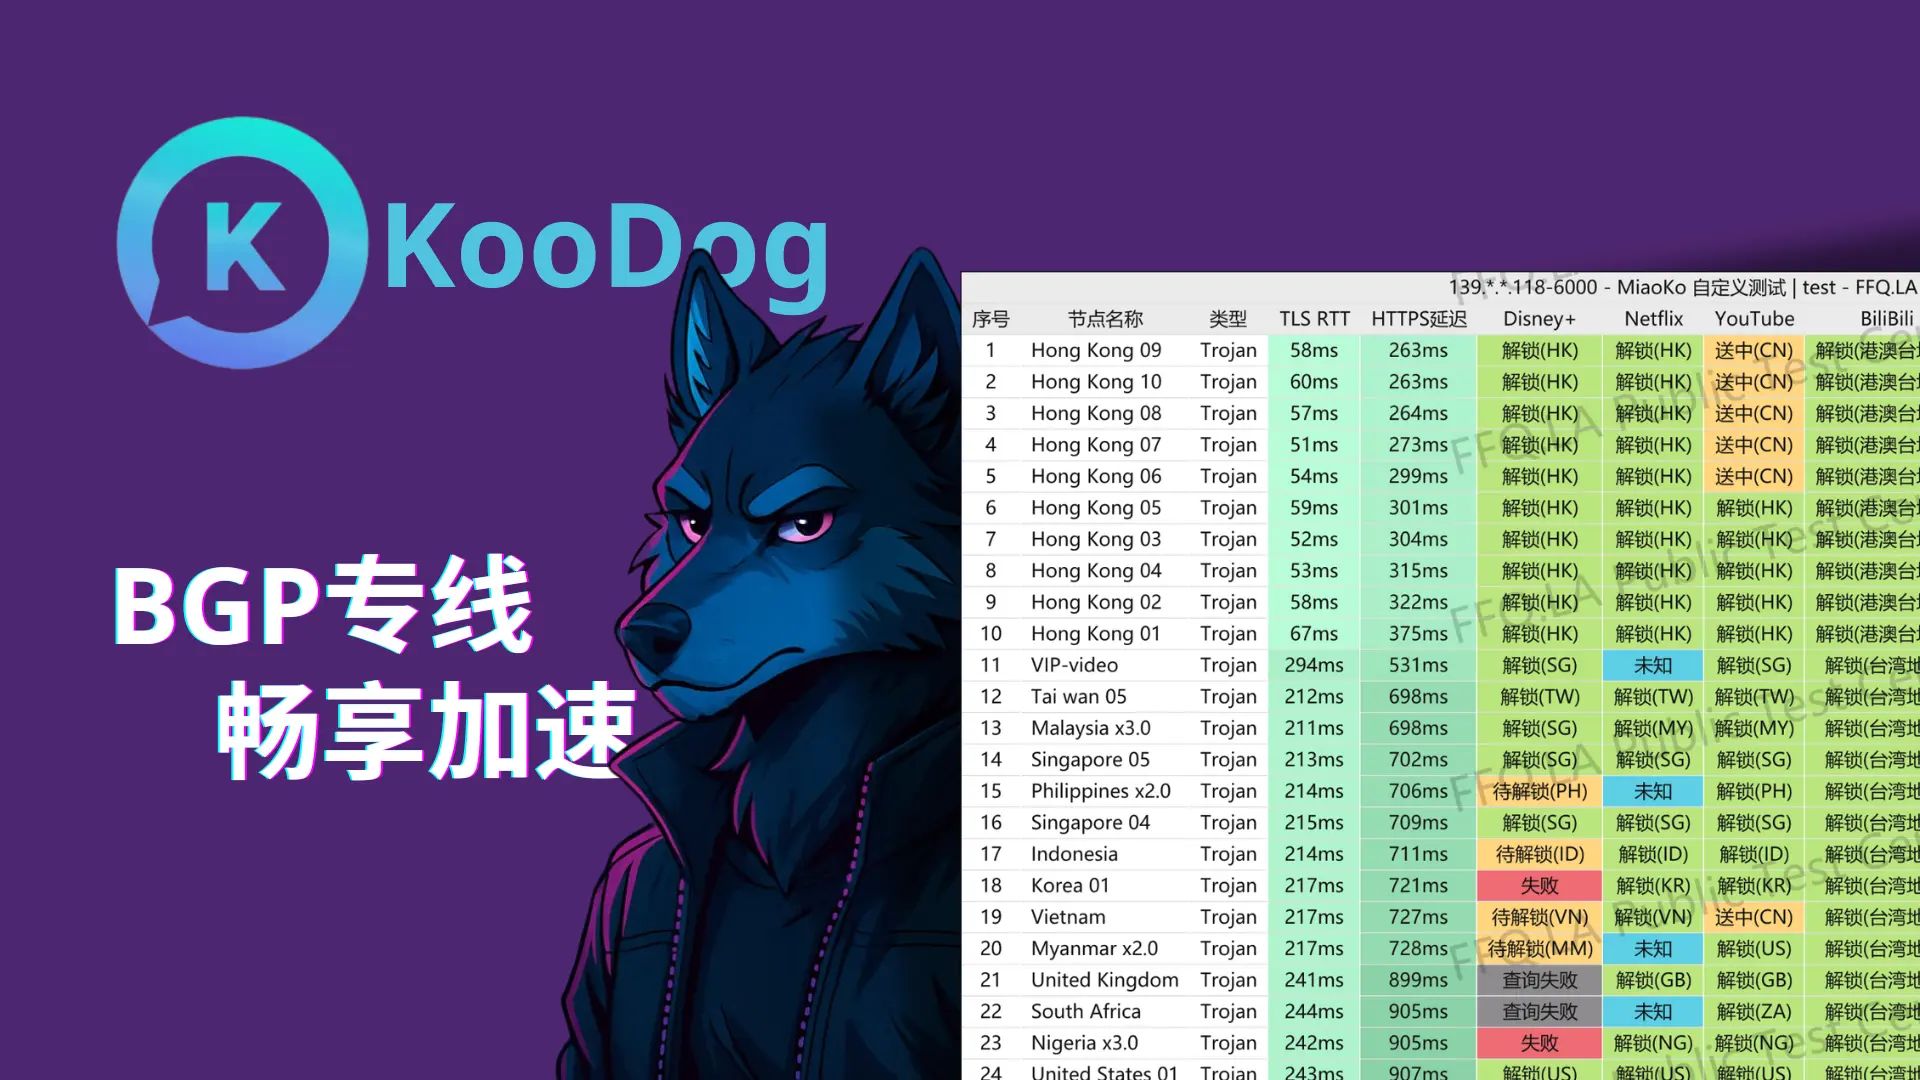 K
KooDog
BGP专线
畅享加速
139.*.*.118-6000 - MiaoKo 自定义测试 | test - FFQ.LA
序号 节点名称 类型 TLS RTT HTTPS延迟 Disney+ Netflix YouTube BiliBili
1 Hong Kong 09 Trojan 58ms 263ms 解锁(HK) 解锁(HK) 送中(CN) 解锁(港澳台
2 Hong Kong 10 Trojan 60ms 263ms 解锁(HK) 解锁(HK) 送中(CN) 解锁(港澳台
3 Hong Kong 08 Trojan 57ms 264ms 解锁(HK) 解锁(HK) 送中(CN) 解锁(港澳台
4 Hong Kong 07 Trojan 51ms 273ms 解锁(HK) 解锁(HK) 送中(CN) 解锁(港澳台
5 Hong Kong 06 Trojan 54ms 299ms 解锁(HK) 解锁(HK) 送中(CN) 解锁(港澳台
6 Hong Kong 05 Trojan 59ms 301ms 解锁(HK) 解锁(HK) 解锁(HK) 解锁(港澳台
7 Hong Kong 03 Trojan 52ms 304ms 解锁(HK) 解锁(HK) 解锁(HK) 解锁(港澳台
8 Hong Kong 04 Trojan 53ms 315ms 解锁(HK) 解锁(HK) 解锁(HK) 解锁(港澳台
9 Hong Kong 02 Trojan 58ms 322ms 解锁(HK) 解锁(HK) 解锁(HK) 解锁(港澳台
10 Hong Kong 01 Trojan 67ms 375ms 解锁(HK) 解锁(HK) 解锁(HK) 解锁(港澳台
11 VIP-video Trojan 294ms 531ms 解锁(SG) 未知 解锁(SG) 解锁(台湾地
12 Tai wan 05 Trojan 212ms 698ms 解锁(TW) 解锁(TW) 解锁(TW) 解锁(台湾地
13 Malaysia x3.0 Trojan 211ms 698ms 解锁(SG) 解锁(MY) 解锁(MY) 解锁(台湾地
14 Singapore 05 Trojan 213ms 702ms 解锁(SG) 解锁(SG) 解锁(SG) 解锁(台湾地
15 Philippines x2.0 Trojan 214ms 706ms 待解锁(PH) 未知 解锁(PH) 解锁(台湾地
16 Singapore 04 Trojan 215ms 709ms 解锁(SG) 解锁(SG) 解锁(SG) 解锁(台湾地
17 Indonesia Trojan 214ms 711ms 待解锁(ID) 解锁(ID) 解锁(ID) 解锁(台湾地
18 Korea 01 Trojan 217ms 721ms 失败 解锁(KR) 解锁(KR) 解锁(台湾地
19 Vietnam Trojan 217ms 727ms 待解锁(VN) 解锁(VN) 送中(CN) 解锁(台湾地
20 Myanmar x2.0 Trojan 217ms 728ms 待解锁(MM) 未知 解锁(US) 解锁(台湾地
21 United Kingdom Trojan 241ms 899ms 查询失败 解锁(GB) 解锁(GB) 解锁(台湾地
22 South Africa Trojan 244ms 905ms 查询失败 未知 解锁(ZA) 解锁(台湾地
23 Nigeria x3.0 Trojan 242ms 905ms 失败 解锁(NG) 解锁(NG) 解锁(台湾地
24 United States 01 Trojan 243ms 907ms 解锁(US) 解锁(US) 解锁(US) 解锁(台湾地